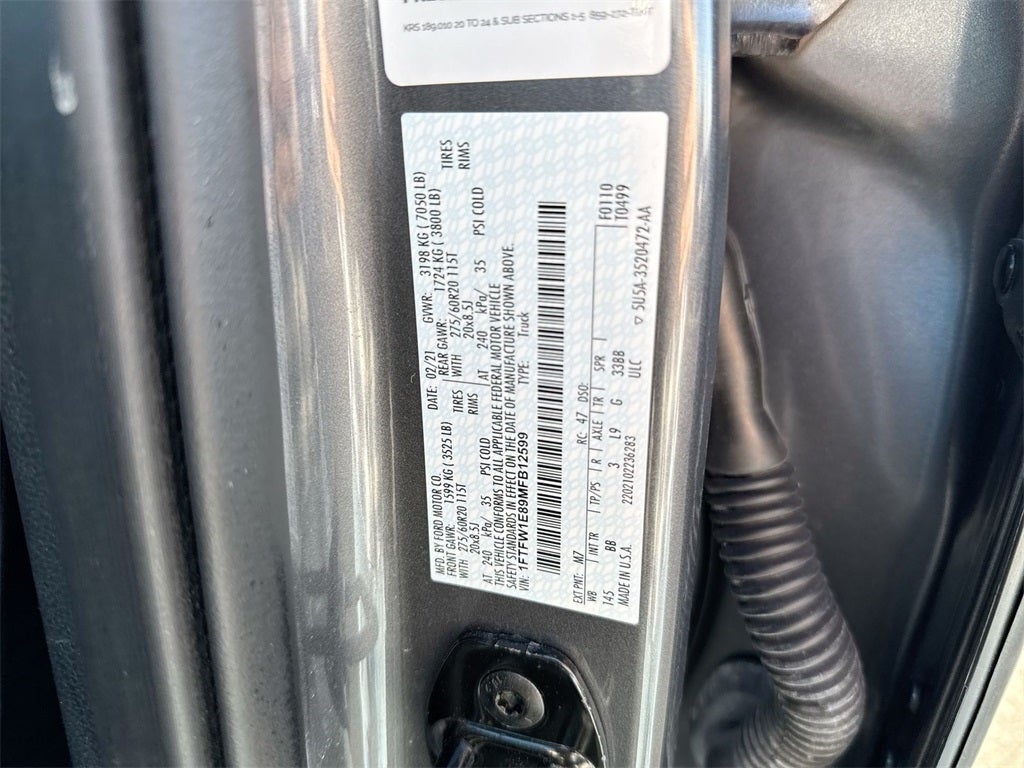 KRS 189.010 20 TO 24 & SUB SECTIONS 2-5
MFD. BY FORD MOTOR CO. DATE: 02/21 GVWR: 3198 KG ( 7050 LB)
FRONT GAWR: 1599 KG ( 3525 LB) REAR GAWR: 1724 KG ( 3800 LB)
WITH 275/60R20 115T TIRES WITH 275/60R20 115T TIRES
20x8.5J RIMS 20x8.5J RIMS
AT 240 kPa/ 35 PSI COLD AT 240 kPa/ 35 PSI COLD
THIS VEHICLE CONFORMS TO ALL APPLICABLE FEDERAL MOTOR VEHICLE
SAFETY STANDARDS IN EFFECT ON THE DATE OF MANUFACTURE SHOWN ABOVE.
VIN: 1FTFW1E89MFB12599 TYPE: Truck
EXT PNT: M7 RC: 47 DSO: F0110
WB INT TR TP/PS R AXLE TR SPR T0499
145 BB 3 L9 G 33BB
MADE IN U.S.A. 2202102236283 ULC
5U5A-3520472-AA